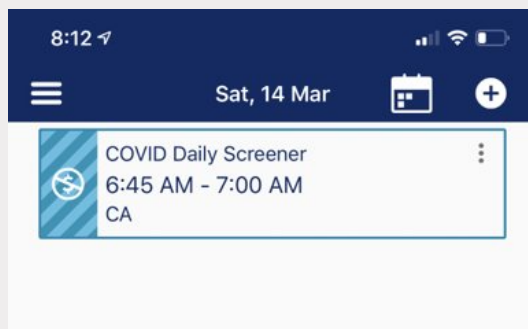 8:12
Sat, 14 Mar
COVID Daily Screener
6:45 AM - 7:00 AM
CA